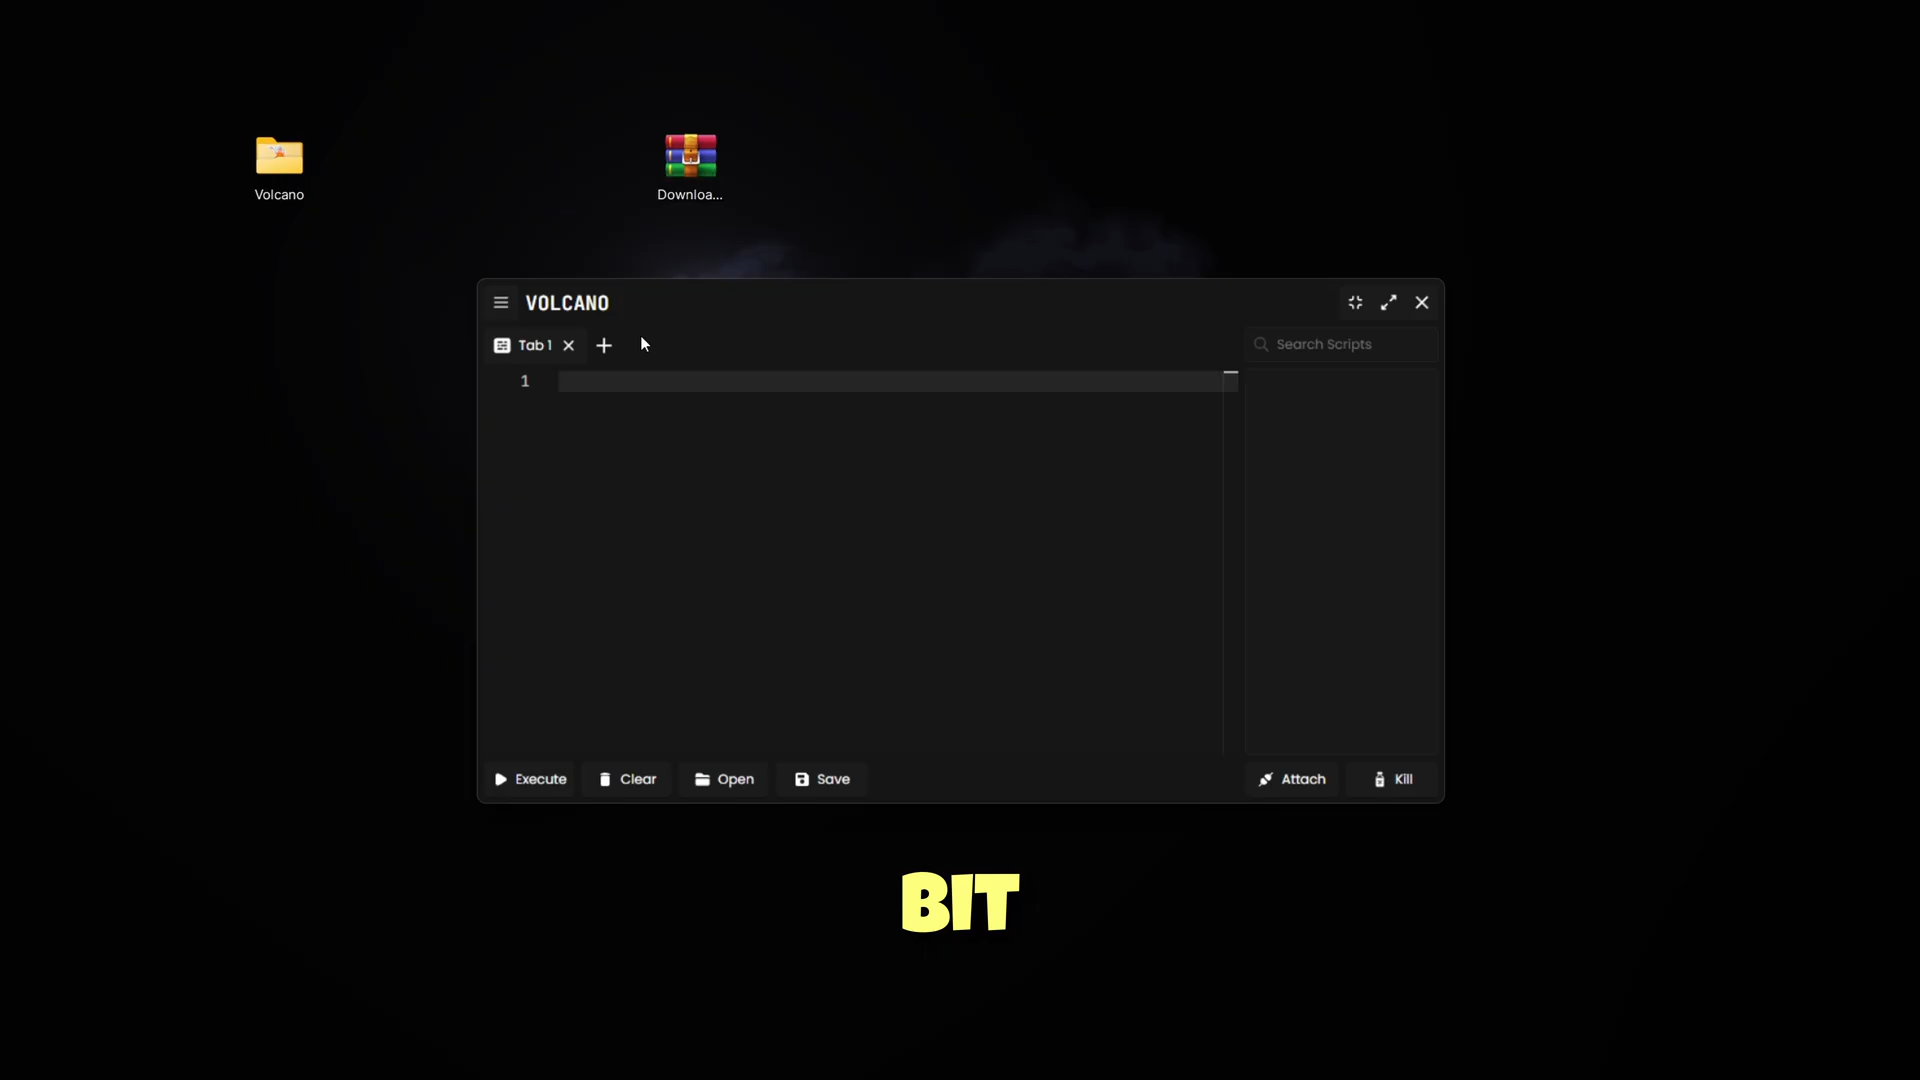 Volcano
Downloa...
VOLCANO
Tab 1
Search Scripts
1
Execute
Clear
Open
Save
Attach
Kill
BIT